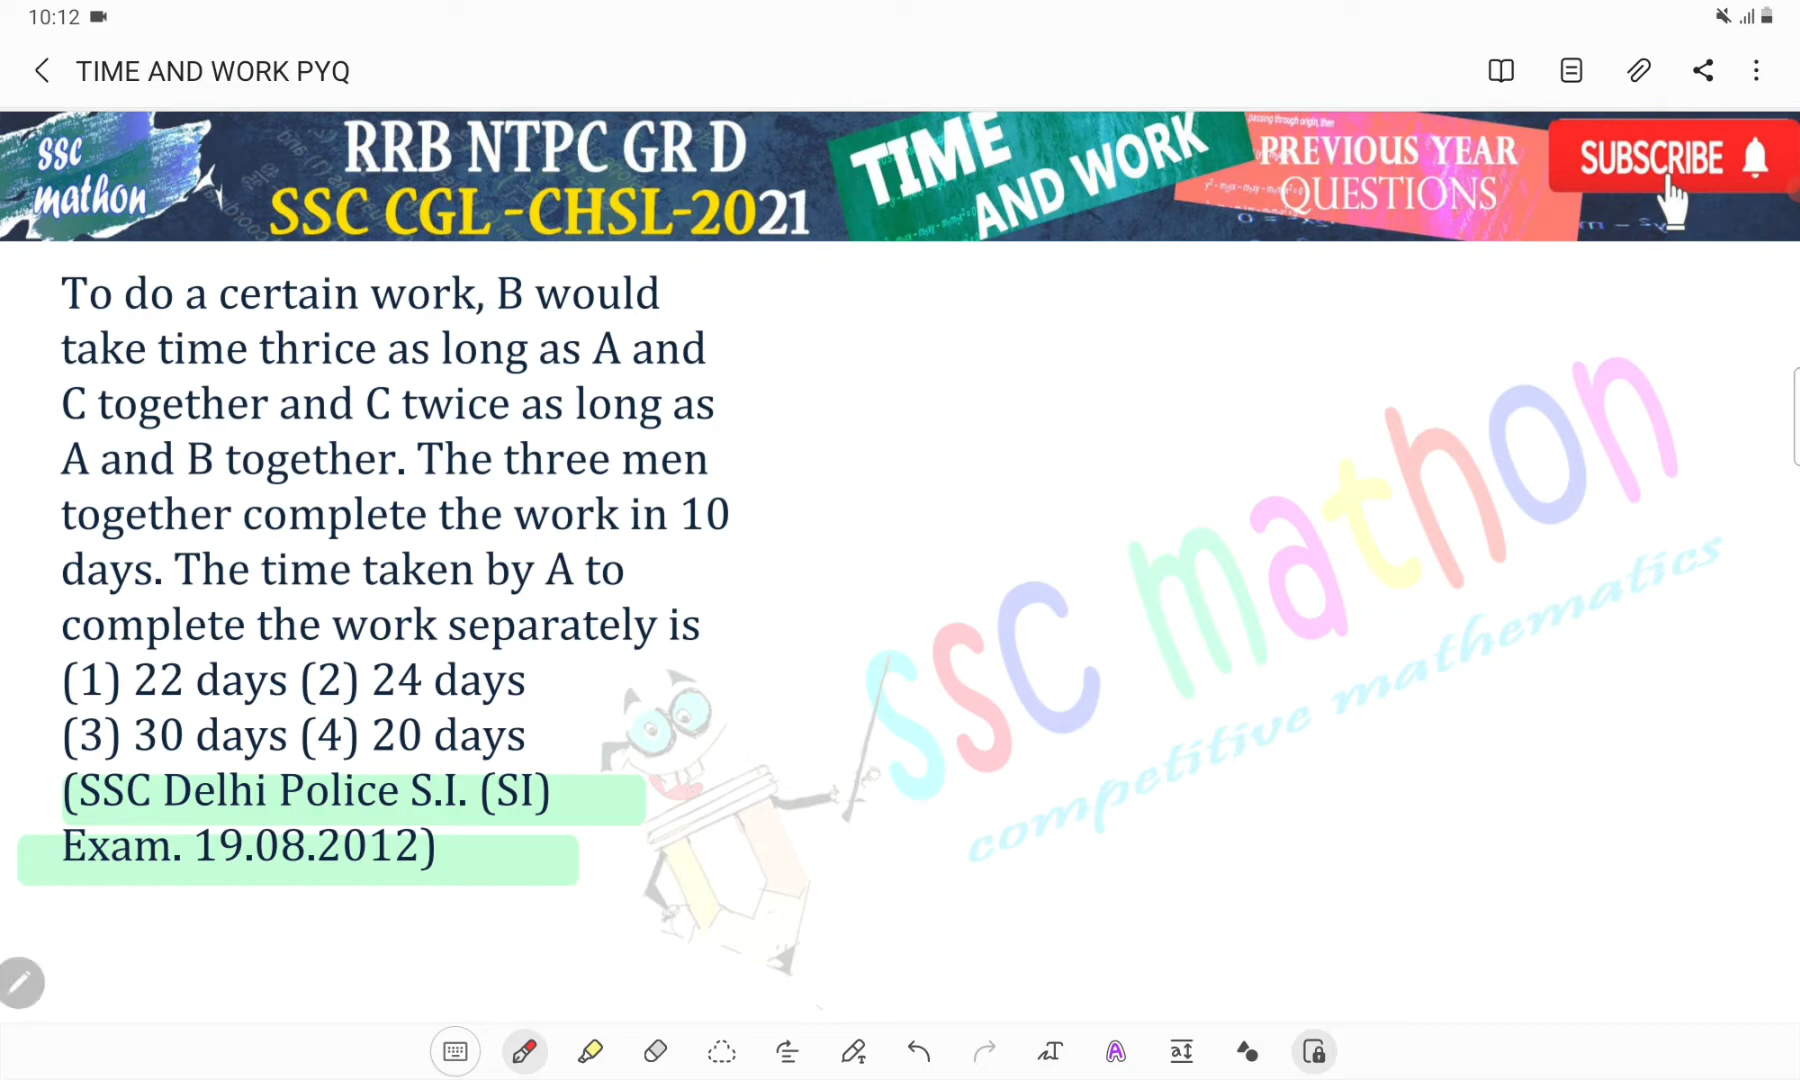 10:12
TIME AND WORK PYQ
ssc
mathon
RRB NTPC GR D
SSC CGL -CHSL-2021
TIME
AND WORK
passing through origin, then
PREVIOUS YEAR
QUESTIONS
SUBSCRIBE
To do a certain work, B would
take time thrice as long as A and
C together and C twice as long as
A and B together. The three men
together complete the work in 10
days. The time taken by A to
complete the work separately is
(1) 22 days (2) 24 days
(3) 30 days (4) 20 days
(SSC Delhi Police S.I. (SI)
Exam. 19.08.2012)
ssc mathon
competitive mathematics